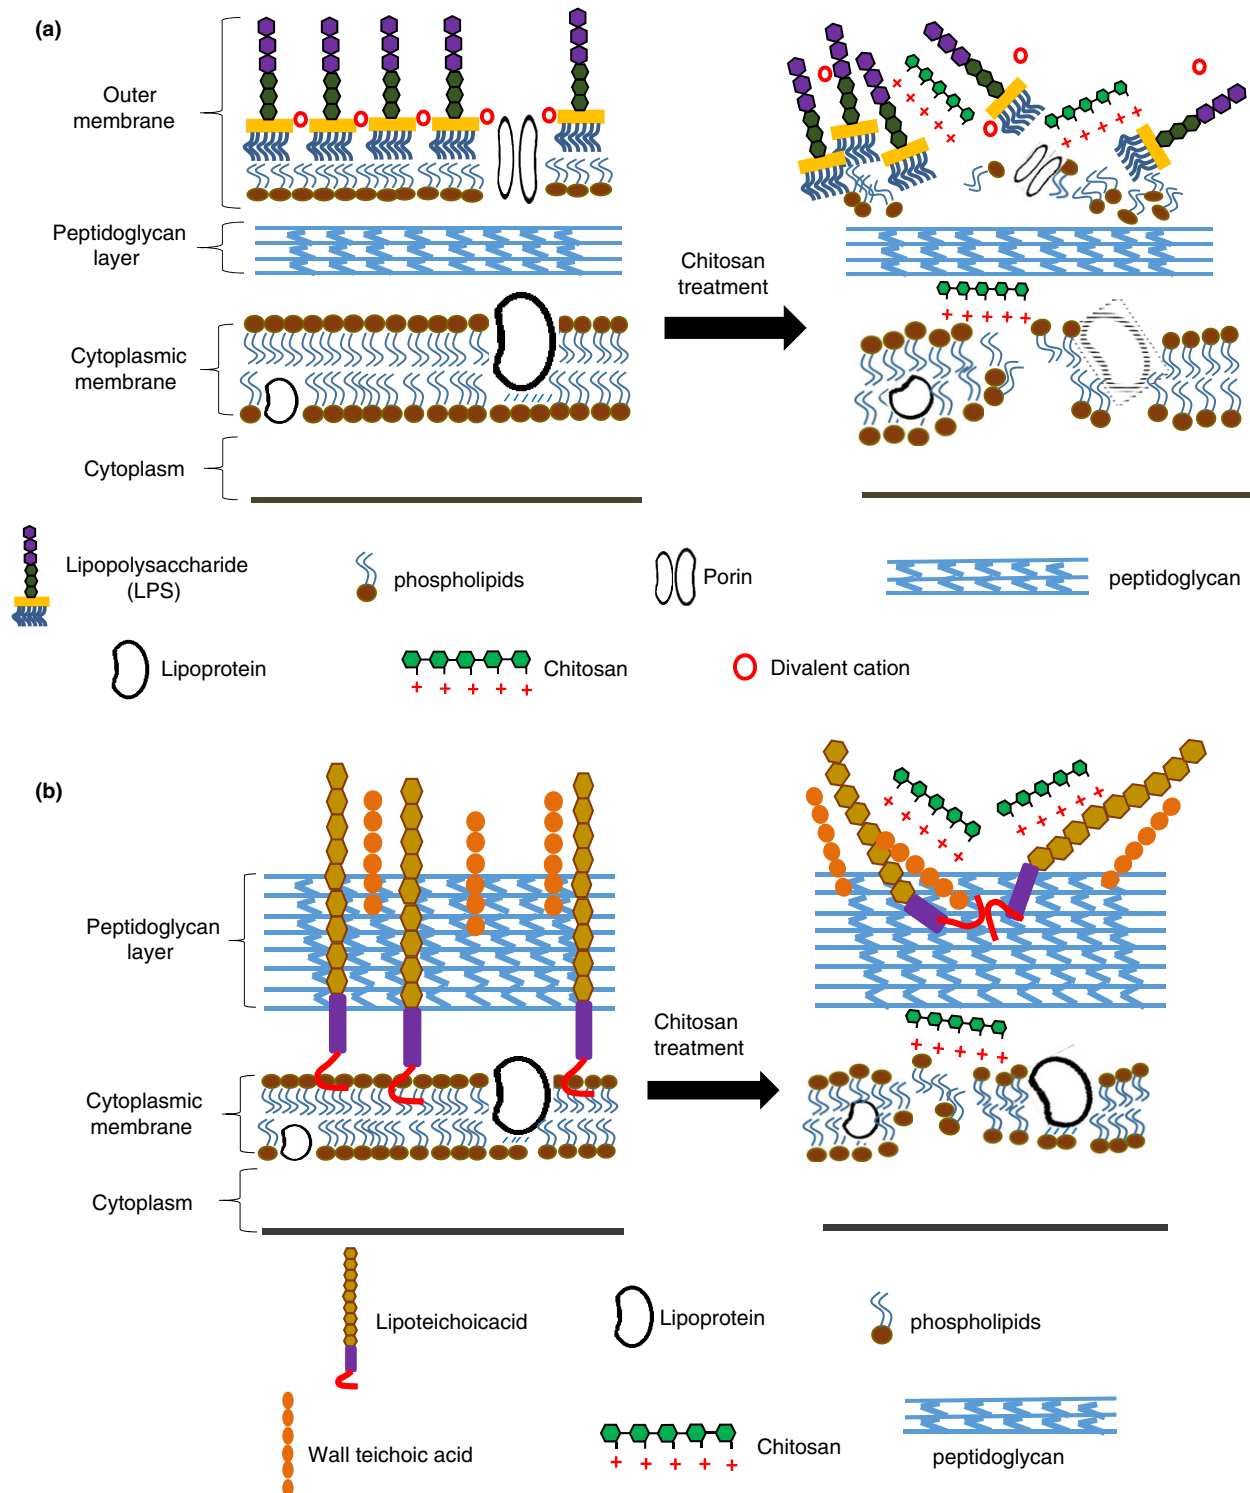 (a)
Outer
membrane
Peptidoglycan
layer
Chitosan
treatment
Cytoplasmic
membrane
Cytoplasm
Lipopolysaccharide
(LPS)
phospholipids
Porin
peptidoglycan
Lipoprotein
Chitosan
Divalent cation
(b)
Peptidoglycan
layer
Chitosan
treatment
Cytoplasmic
membrane
Cytoplasm
Lipoteichoicacid
Lipoprotein
phospholipids
Wall teichoic acid
Chitosan
peptidoglycan